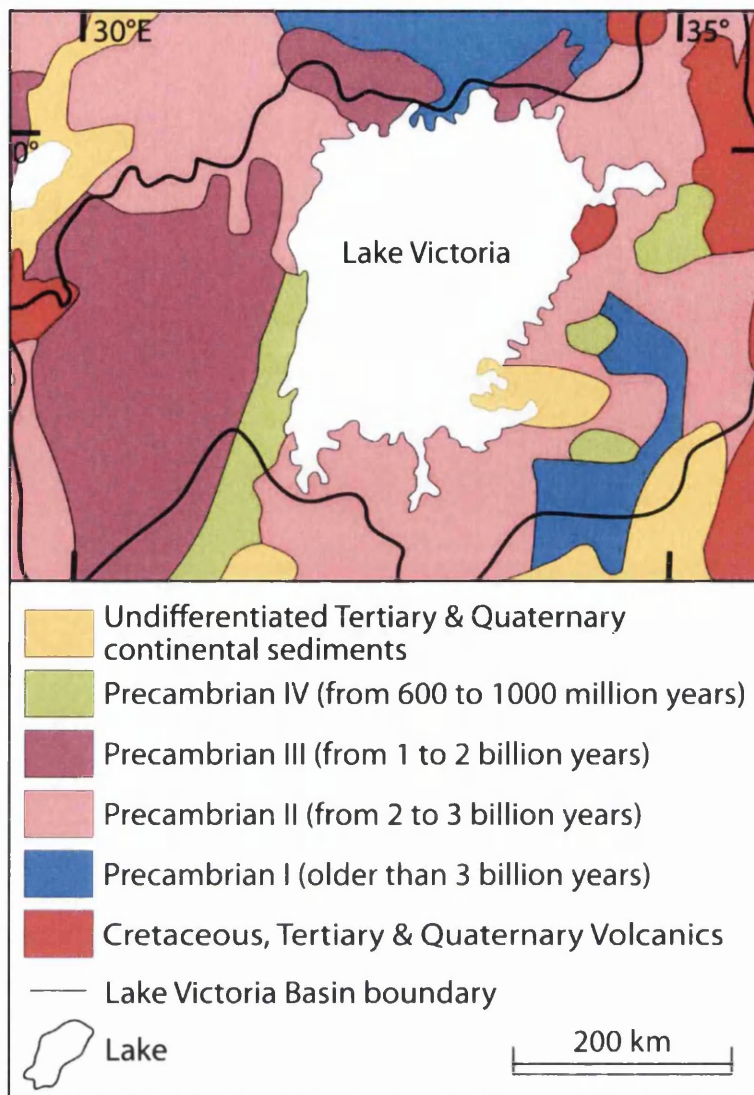 30°E
35°
0°
Lake Victoria
Undifferentiated Tertiary & Quaternary
continental sediments
Precambrian IV (from 600 to 1000 million years)
Precambrian III (from 1 to 2 billion years)
Precambrian II (from 2 to 3 billion years)
Precambrian I (older than 3 billion years)
Cretaceous, Tertiary & Quaternary Volcanics
Lake Victoria Basin boundary
Lake
200 km